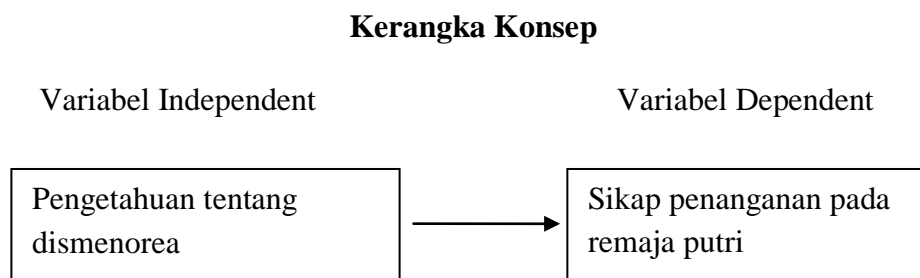 Kerangka Konsep
Variabel Independent
Variabel Dependent
Pengetahuan tentang
dismenorea
Sikap penanganan pada
remaja putri